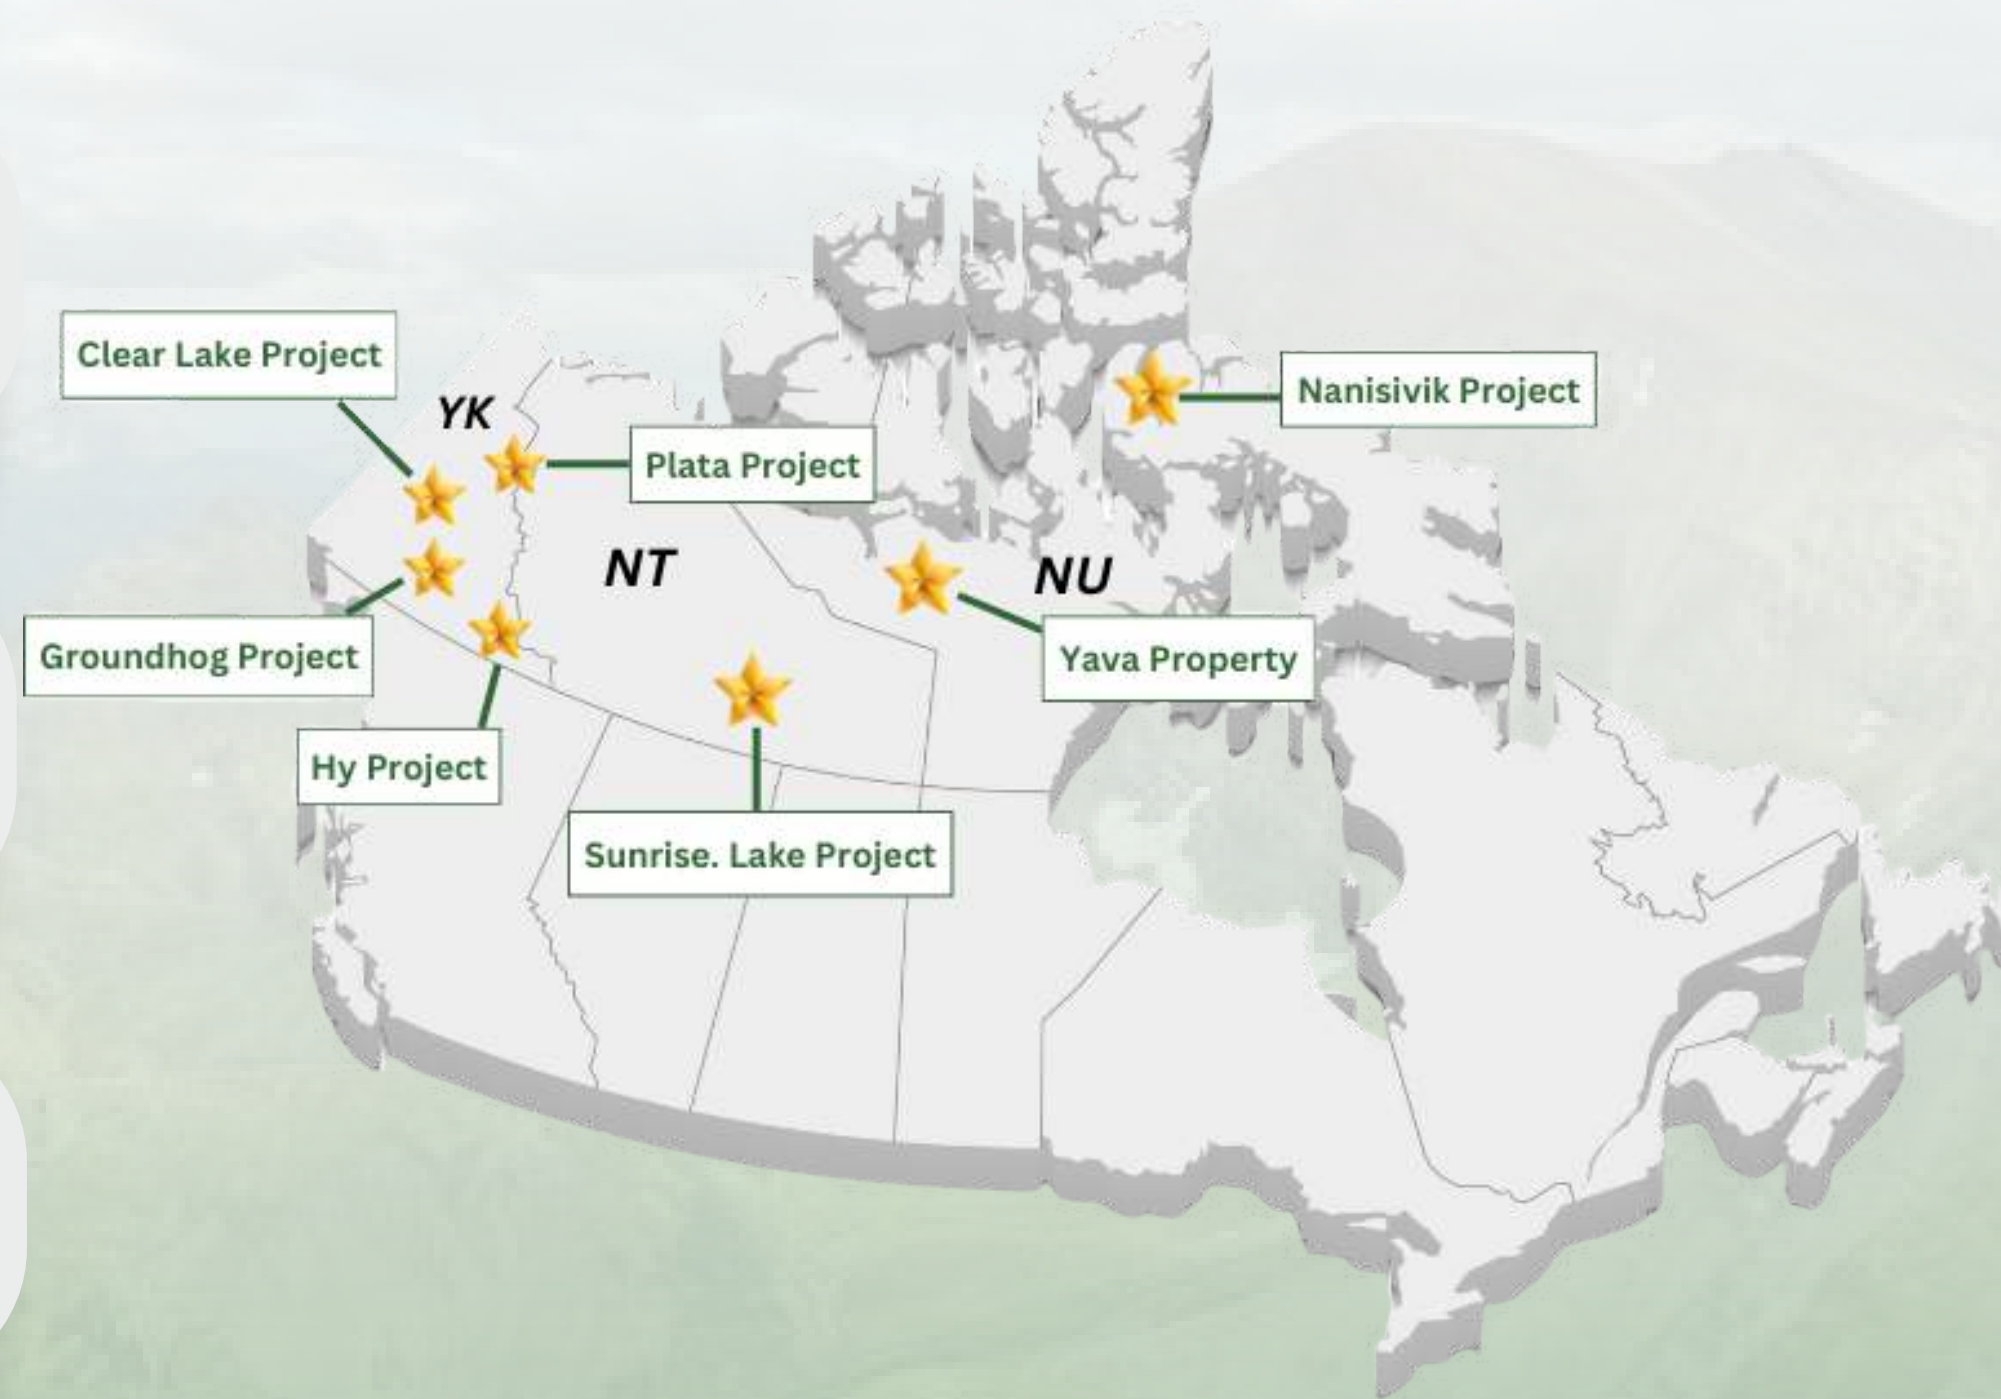 Clear Lake Project
YK
Nanisivik Project
Plata Project
NT
NU
Groundhog Project
Yava Property
Hy Project
Sunrise. Lake Project